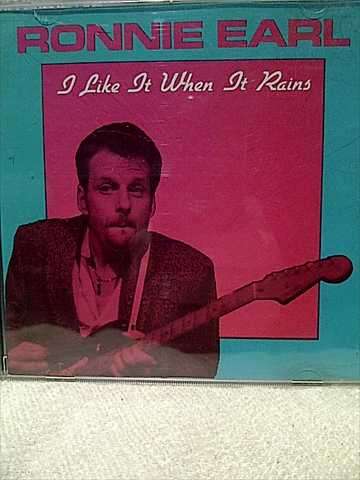 RONNIE EARL
I Like It When It Rains